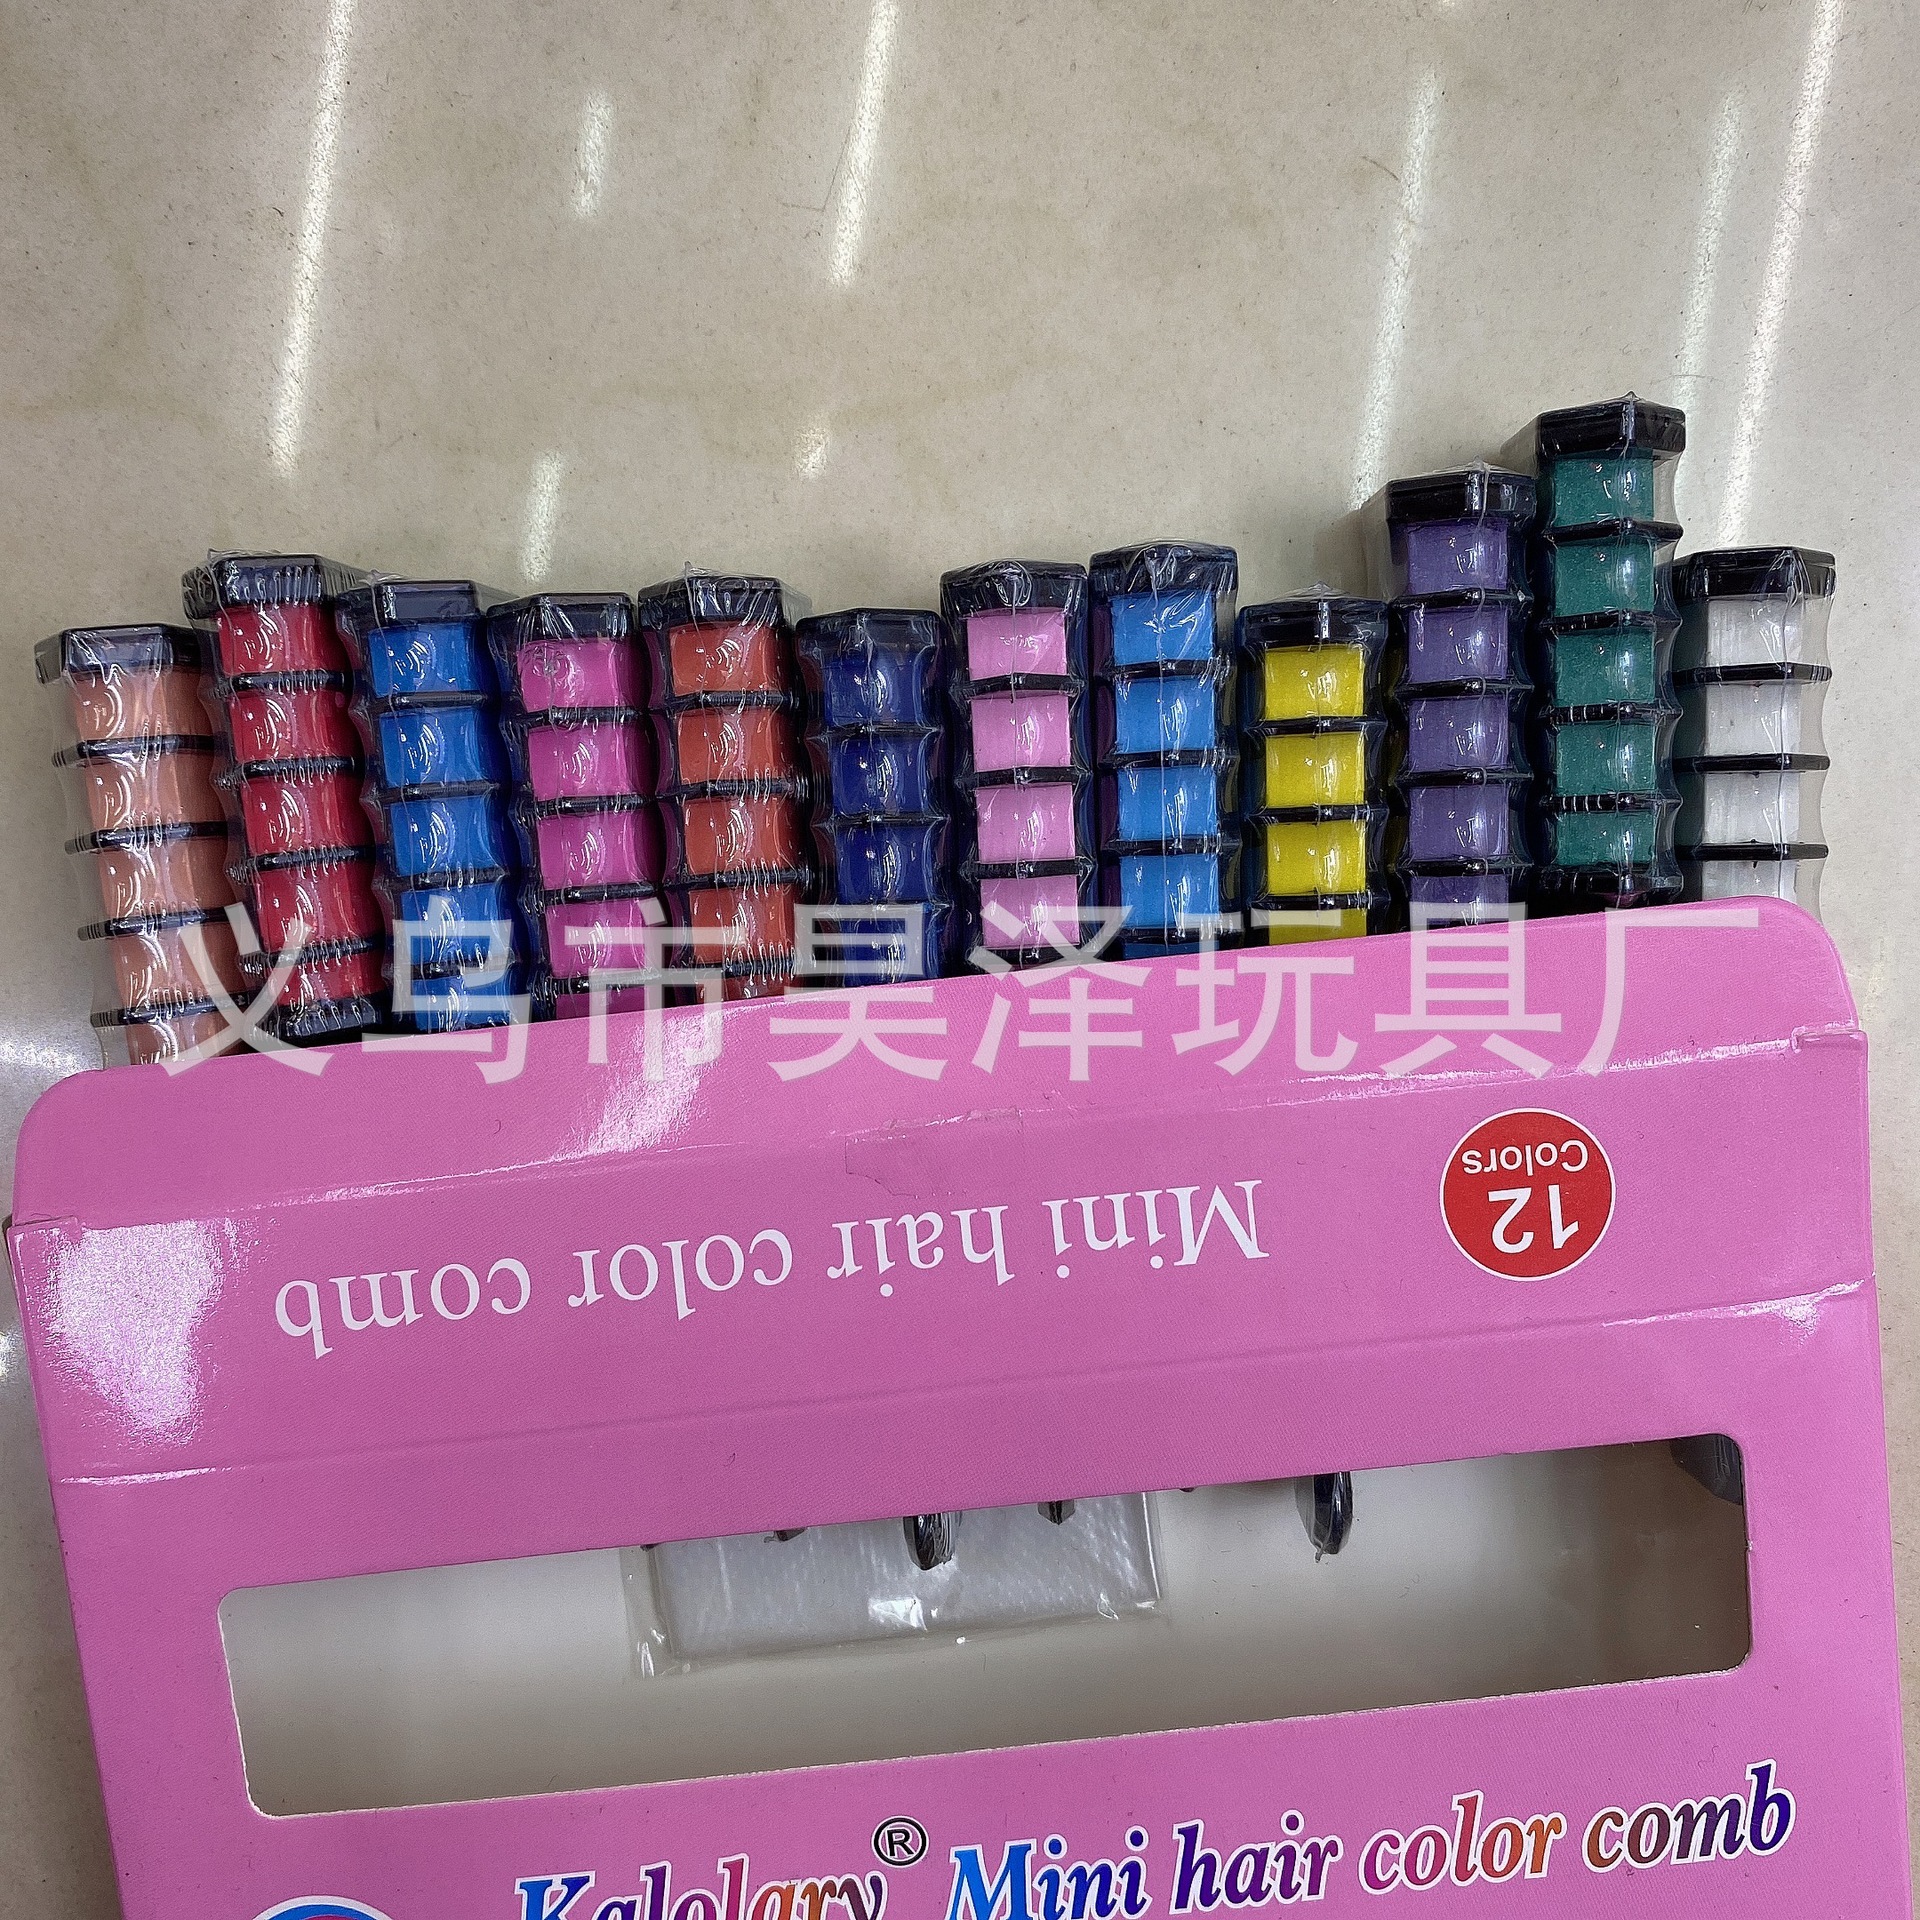 义乌市昊泽玩具厂
12
Colors
Mini hair color comb
Kalolary® Mini hair color comb